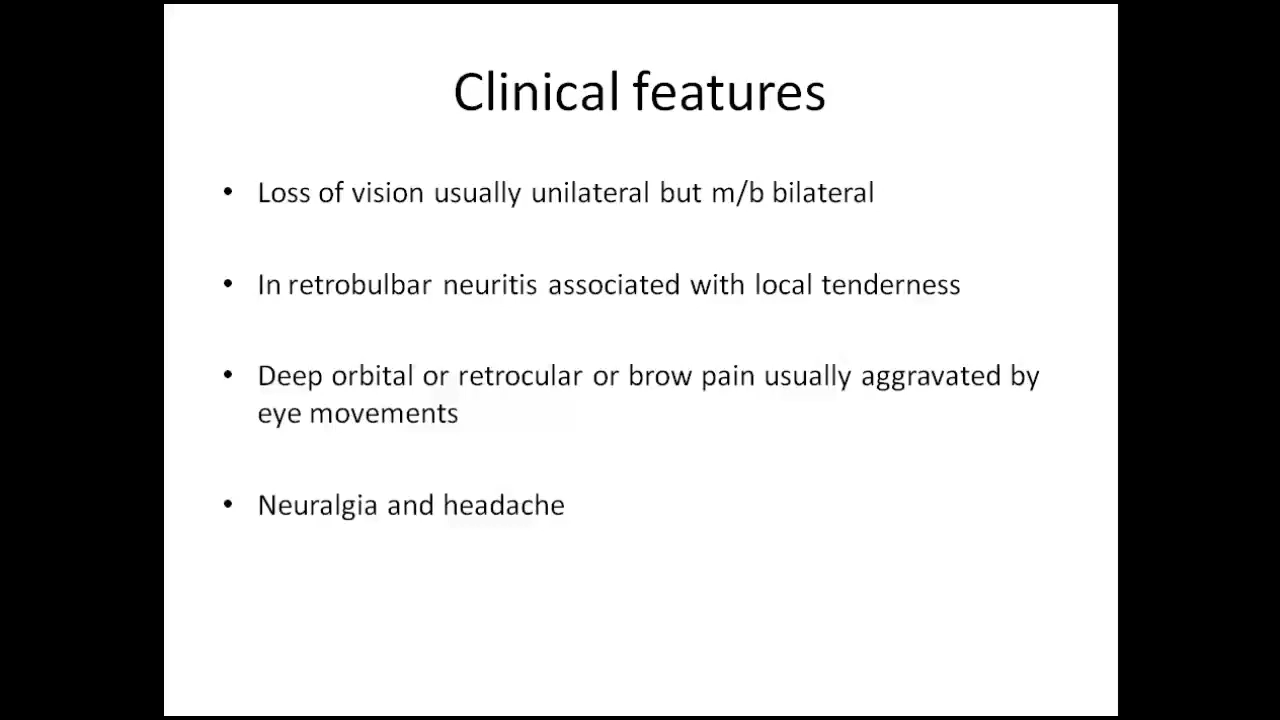 Clinical features
• Loss of vision usually unilateral but m/b bilateral
• In retrobulbar neuritis associated with local tenderness
• Deep orbital or retrocular or brow pain usually aggravated by
eye movements
• Neuralgia and headache